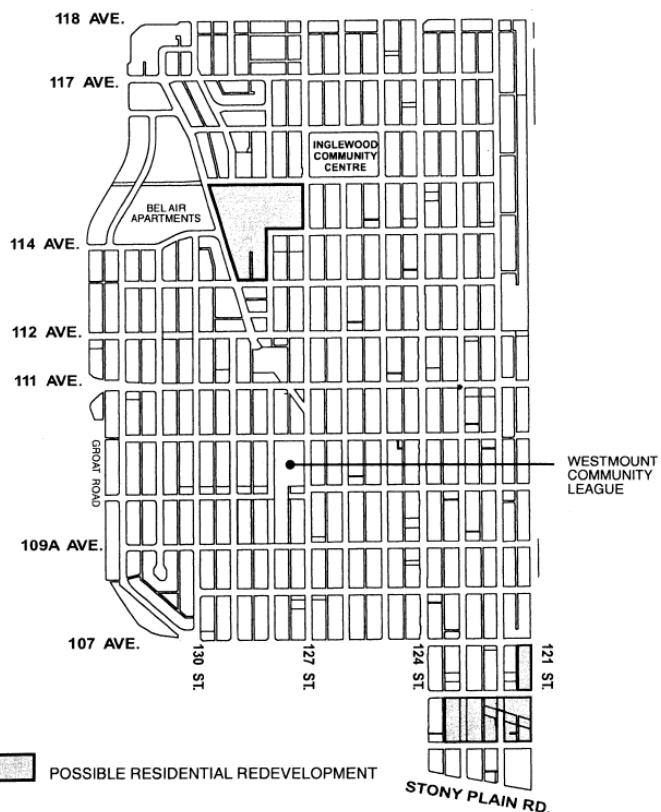 118 AVE.
117 AVE.
INGLEWOOD
COMMUNITY
CENTRE
BEL AIR
APARTMENTS
114 AVE.
112 AVE.
111 AVE.
GROAT ROAD
WESTMOUNT
COMMUNITY
LEAGUE
109A AVE.
107 AVE.
130 ST.
127 ST.
124 ST.
121 ST.
POSSIBLE RESIDENTIAL REDEVELOPMENT
STONY PLAIN RD.